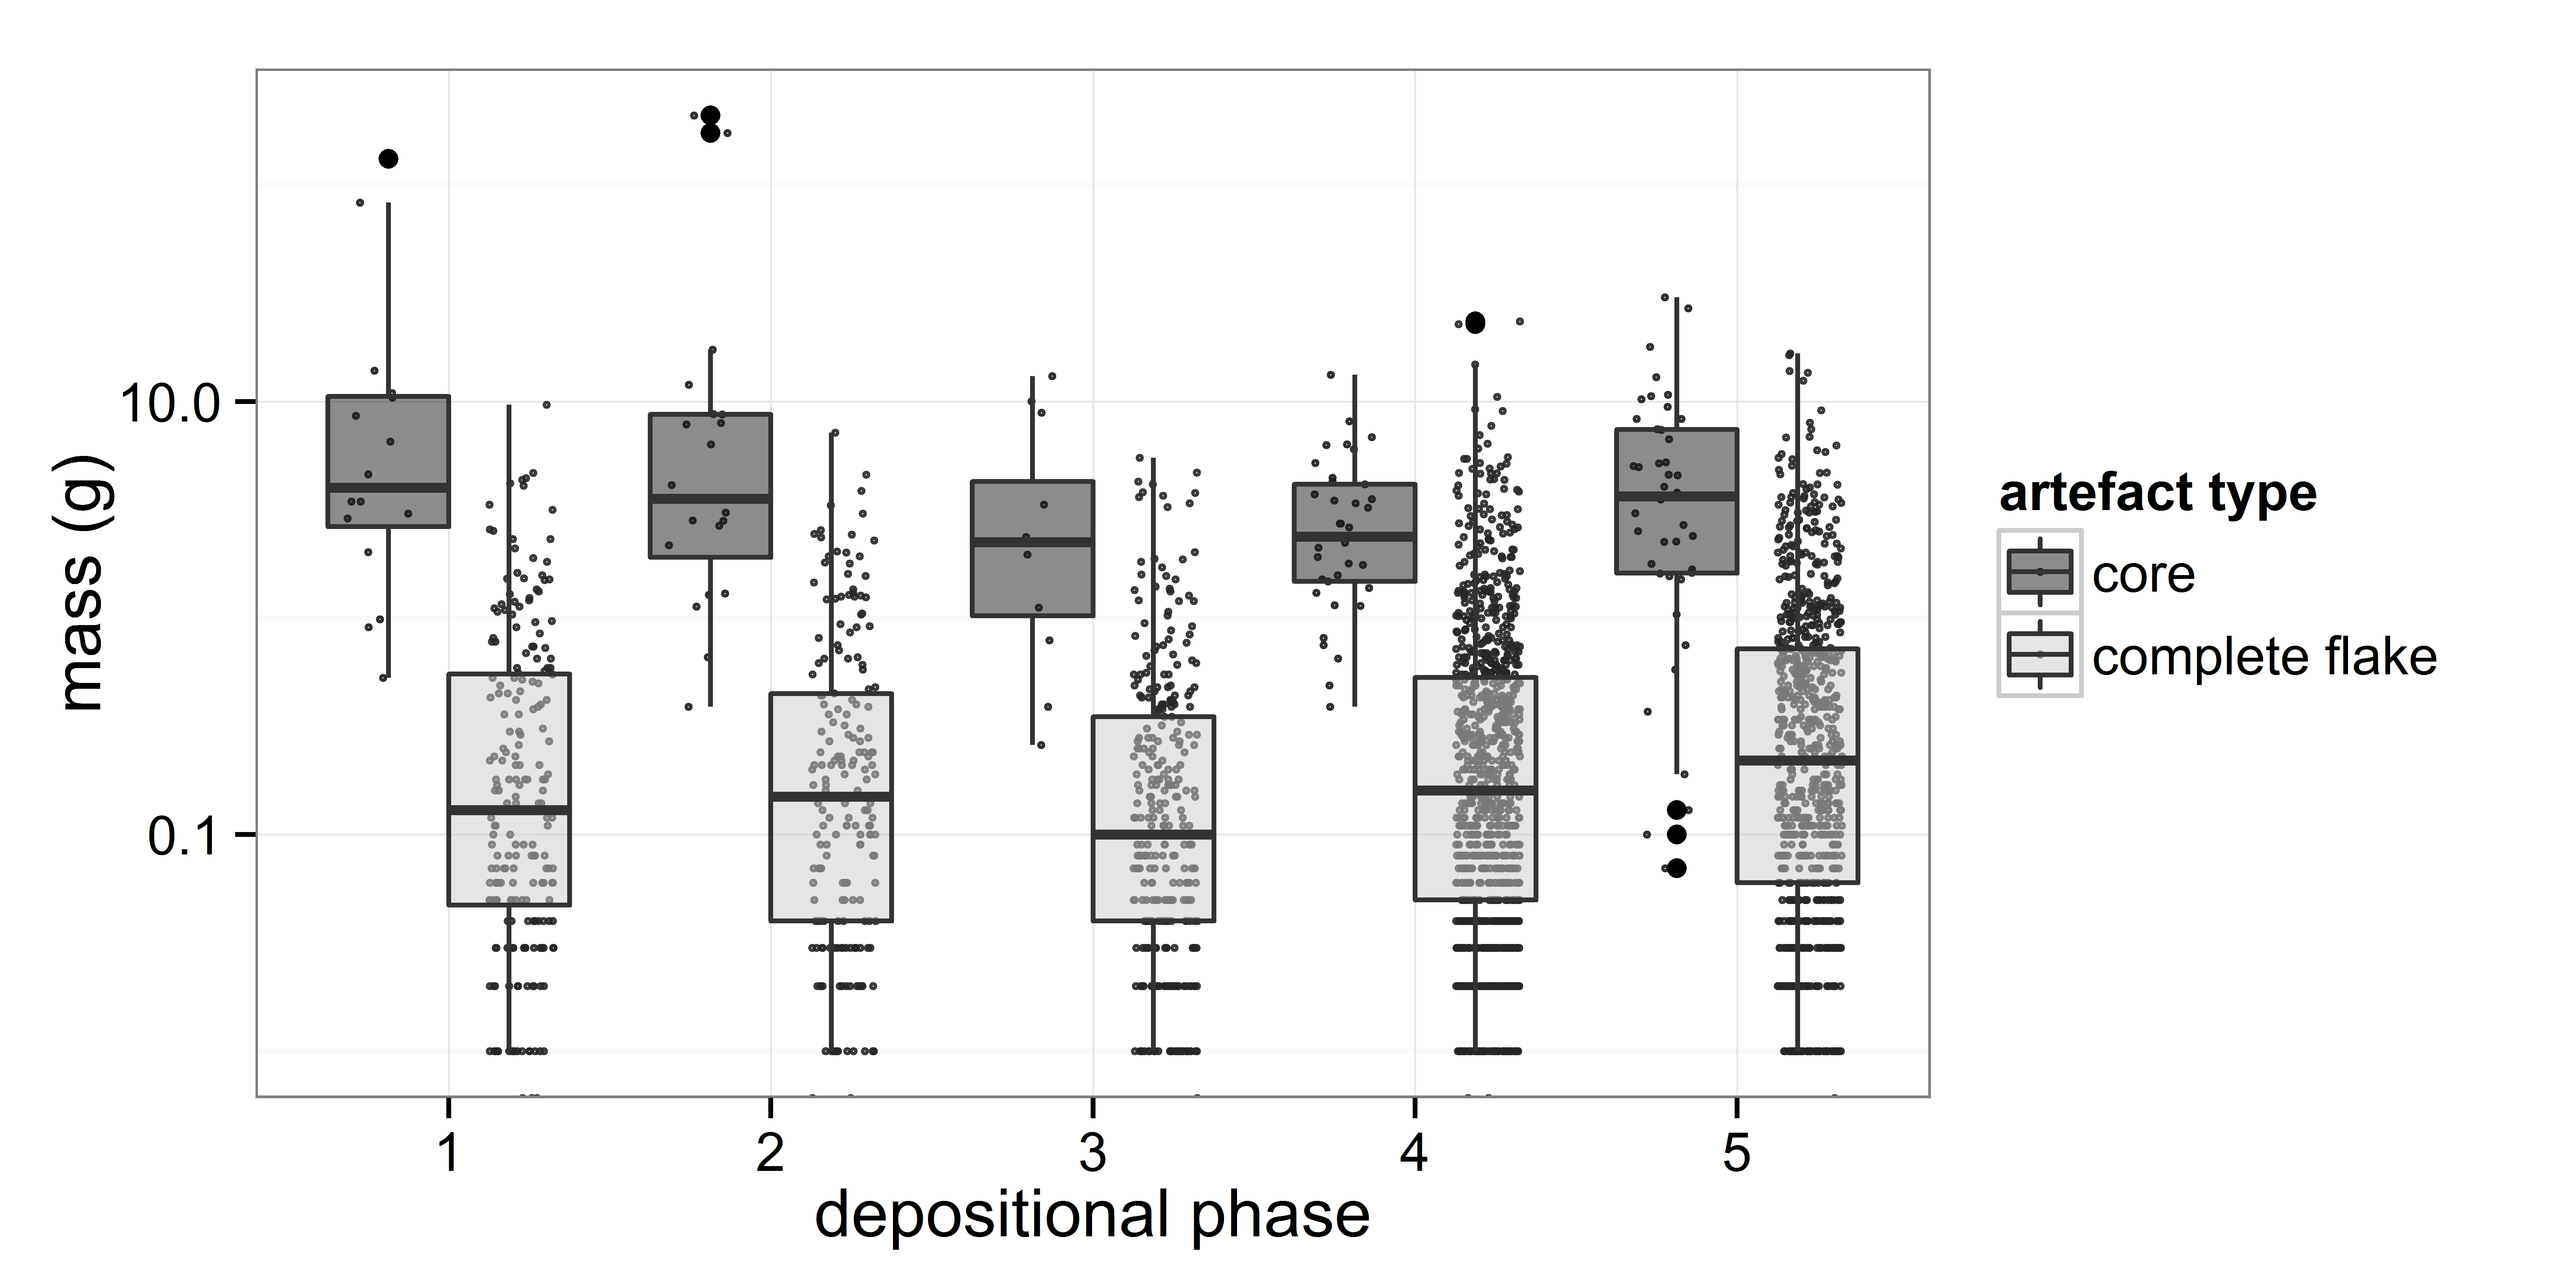 mass (g)
10.0
0.1
1 2 3 4 5
depositional phase
artefact type
core
complete flake